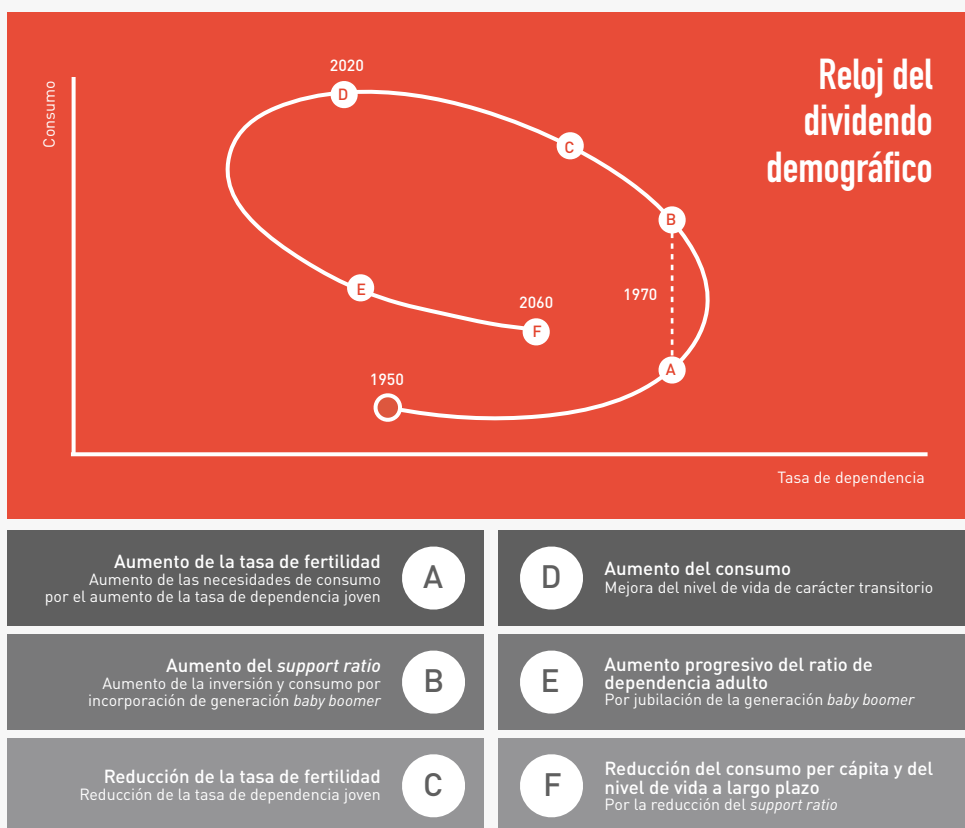 Reloj del
dividendo
demográfico
Consumo
2020
D
C
B
E
2060
F
1970
A
1950
Tasa de dependencia
Aumento de la tasa de fertilidad
Aumento de las necesidades de consumo
por el aumento de la tasa de dependencia joven
A
Aumento del support ratio
Aumento de la inversión y consumo por
incorporación de generación baby boomer
B
Reducción de la tasa de fertilidad
Reducción de la tasa de dependencia joven
C
D
Aumento del consumo
Mejora del nivel de vida de carácter transitorio
E
Aumento progresivo del ratio de
dependencia adulto
Por jubilación de la generación baby boomer
F
Reducción del consumo per cápita y del
nivel de vida a largo plazo
Por la reducción del support ratio